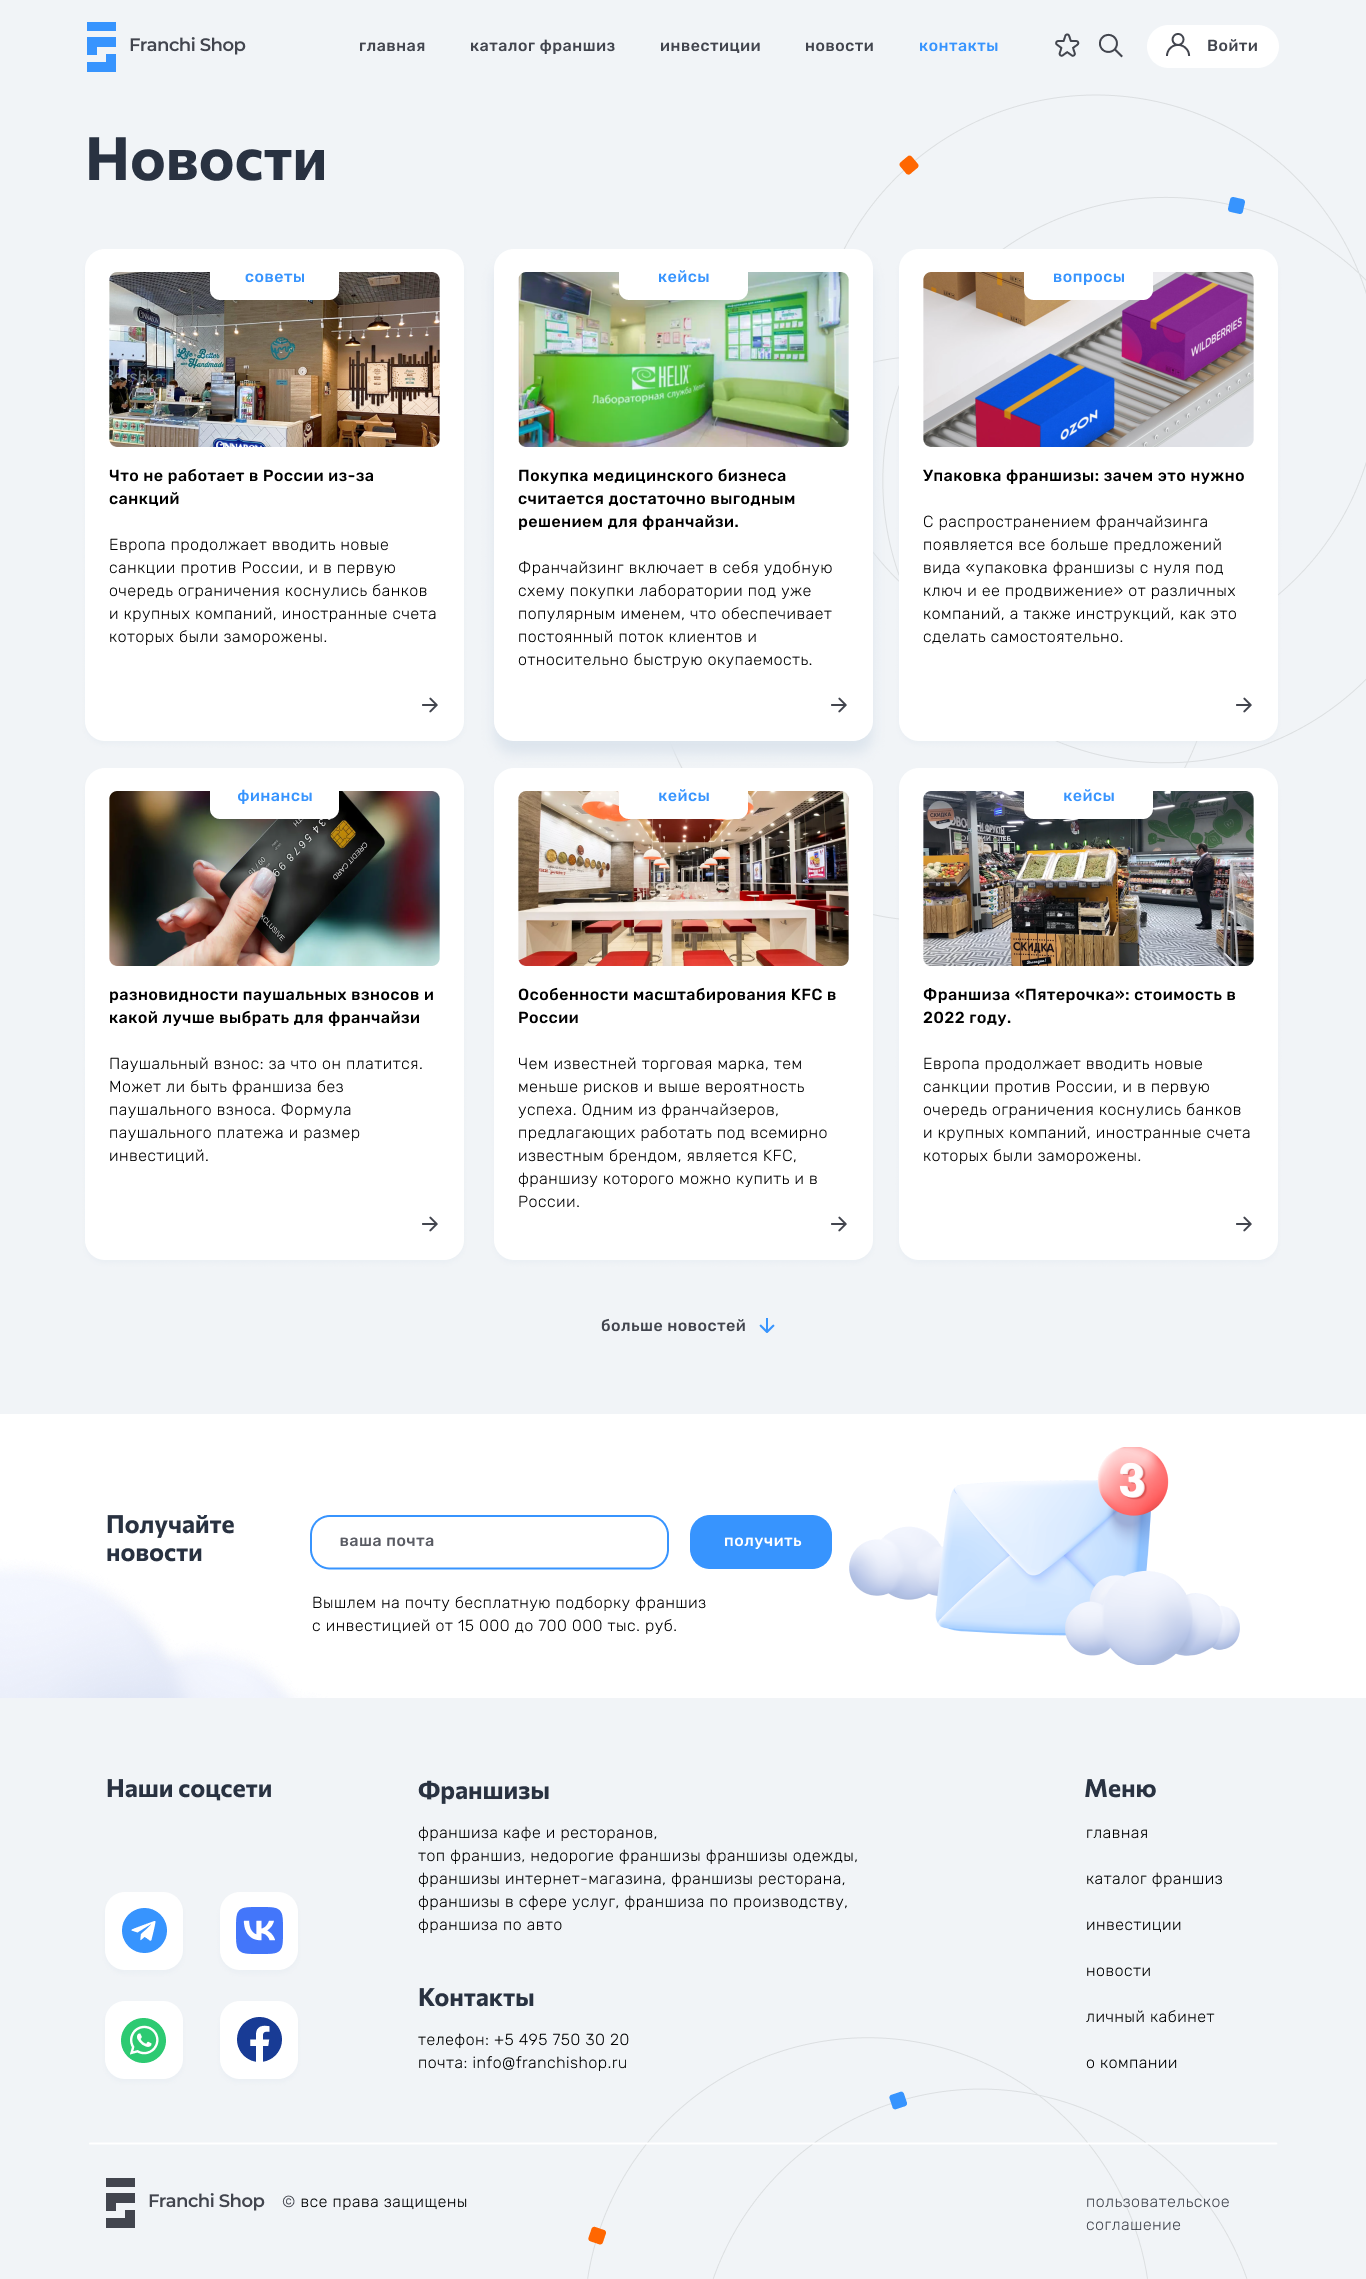 Franchi Shop
главная
каталог франшиз
инвестиции
новости
контакты
Войти
Новости
советы
Что не работает в России из-за
санкций
Европа продолжает вводить новые
санкции против России, и в первую
очередь ограничения коснулись банков
и крупных компаний, иностранные счета
которых были заморожены.
кейсы
HELIX
Лабораторная служба Хеликс
Покупка медицинского бизнеса
считается достаточно выгодным
решением для франчайзи.
Франчайзинг включает в себя удобную
схему покупки лаборатории под уже
популярным именем, что обеспечивает
постоянный поток клиентов и
относительно быструю окупаемость.
вопросы
WILDBERRIES
OZON
Упаковка франшизы: зачем это нужно
С распространением франчайзинга
появляется все больше предложений
вида «упаковка франшизы с нуля под
ключ и ее продвижение» от различных
компаний, а также инструкций, как это
сделать самостоятельно.
финансы
CREDIT CARD
разновидности паушальных взносов и
какой лучше выбрать для франчайзи
Паушальный взнос: за что он платится.
Может ли быть франшиза без
паушального взноса. Формула
паушального платежа и размер
инвестиций.
кейсы
Особенности масштабирования KFC в
России
Чем известней торговая марка, тем
меньше рисков и выше вероятность
успеха. Одним из франчайзеров,
предлагающих работать под всемирно
известным брендом, является KFC,
франшизу которого можно купить и в
России.
кейсы
СКИДКА
Франшиза «Пятерочка»: стоимость в
2022 году.
Европа продолжает вводить новые
санкции против России, и в первую
очередь ограничения коснулись банков
и крупных компаний, иностранные счета
которых были заморожены.
больше новостей
Получайте
новости
ваша почта
получить
3
Вышлем на почту бесплатную подборку франшиз
с инвестицией от 15 000 до 700 000 тыс. руб.
Наши соцсети
Франшизы
франшиза кафе и ресторанов,
топ франшиз, недорогие франшизы франшизы одежды,
франшизы интернет-магазина, франшизы ресторана,
франшизы в сфере услуг, франшиза по производству,
франшиза по авто
Контакты
телефон: +5 495 750 30 20
почта: info@franchishop.ru
Меню
главная
каталог франшиз
инвестиции
новости
личный кабинет
о компании
Franchi Shop
© все права защищены
пользовательское
соглашение